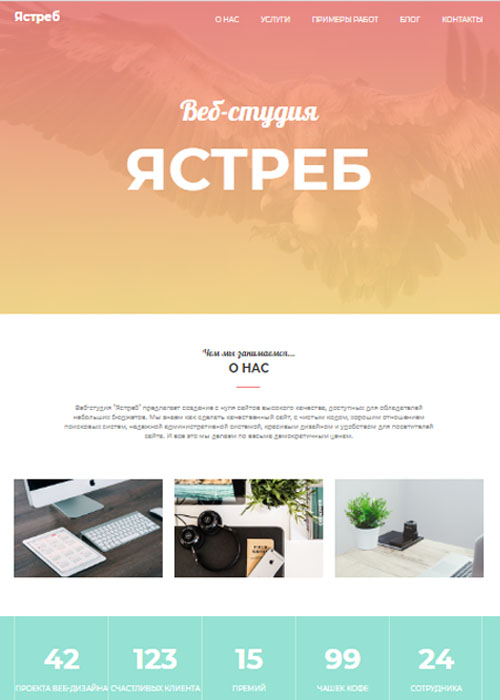 Ястреб
О НАС УСЛУГИ ПРИМЕРЫ РАБОТ БЛОГ КОНТАКТЫ
Веб-студия
ЯСТРЕБ
Чем мы занимаемся...
О НАС
Веб-студия "Ястреб" предлагает создание с нуля сайтов высокого качества, доступных для обладателей
небольших бюджетов. Мы знаем как сделать качественный сайт, с чистым кодом, хорошим отношением
поисковых систем, надежной административной системой, красивым дизайном и удобством для посетителей
сайта. И все это мы делаем по весьма демократичным ценам.
42 123 15 99 24
ПРОЕКТА ВЕБ-ДИЗАЙНА СЧАСТЛИВЫХ КЛИЕНТА ПРЕМИЙ ЧАШЕК КОФЕ СОТРУДНИКА